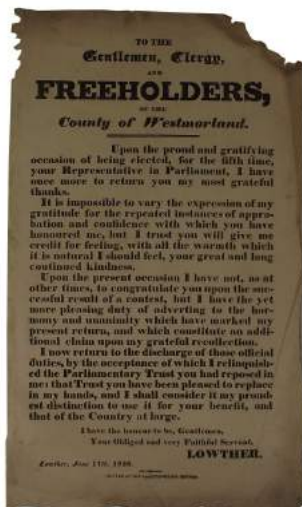 TO THE
Gentlemen, Clergy,
AND
FREEHOLDERS,
OF THE
County of Westmorland.
Upon the proud and gratifying
occasion of being elected, for the fifth time,
your Representative in Parliament, I have
once more to return you my most grateful
thanks.
It is impossible to vary the expression of my
gratitude for the repeated instances of appro-
bation and confidence with which you have
honoured me, but I trust you will give me
credit for feeling, with all the warmth which
it is natural I should feel, your great and long
continued kindness.
Upon the present occasion I have not, as at
other times, to congratulate you upon the suc-
cessful result of a contest, but I have the yet
more pleasing duty of adverting to the har-
mony and unanimity which have marked my
present return, and which constitute an addi-
tional claim upon my grateful recollection.
I now return to the discharge of those official
duties, by the acceptance of which I relinquish-
ed the Parliamentary Trust you had reposed in
me: that Trust you have been pleased to replace
in my hands, and I shall consider it my proud-
est distinction to use it for your benefit, and
that of the Country at large.
I have the honour to be, Gentlemen,
Your Obliged and very Faithful Servant,
LOWTHER.
Lowther, June